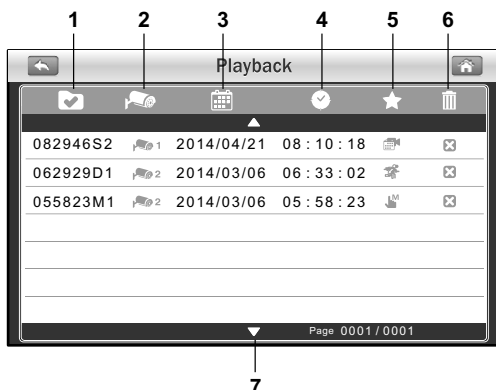 1 2 3 4 5 6
Playback
082946S2 1 2014/04/21 08:10:18
062929D1 2 2014/03/06 06:33:02
055823M1 2 2014/03/06 05:58:23 M
Page 0001/0001
7